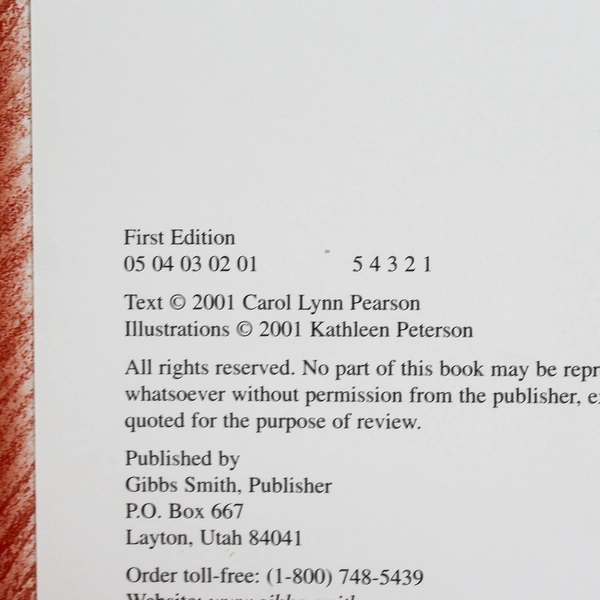 First Edition
05 04 03 02 01 5 4 3 2 1
Text © 2001 Carol Lynn Pearson
Illustrations © 2001 Kathleen Peterson
All rights reserved. No part of this book may be repr
whatsoever without permission from the publisher, e
quoted for the purpose of review.
Published by
Gibbs Smith, Publisher
P.O. Box 667
Layton, Utah 84041
Order toll-free: (1-800) 748-5439
Website: